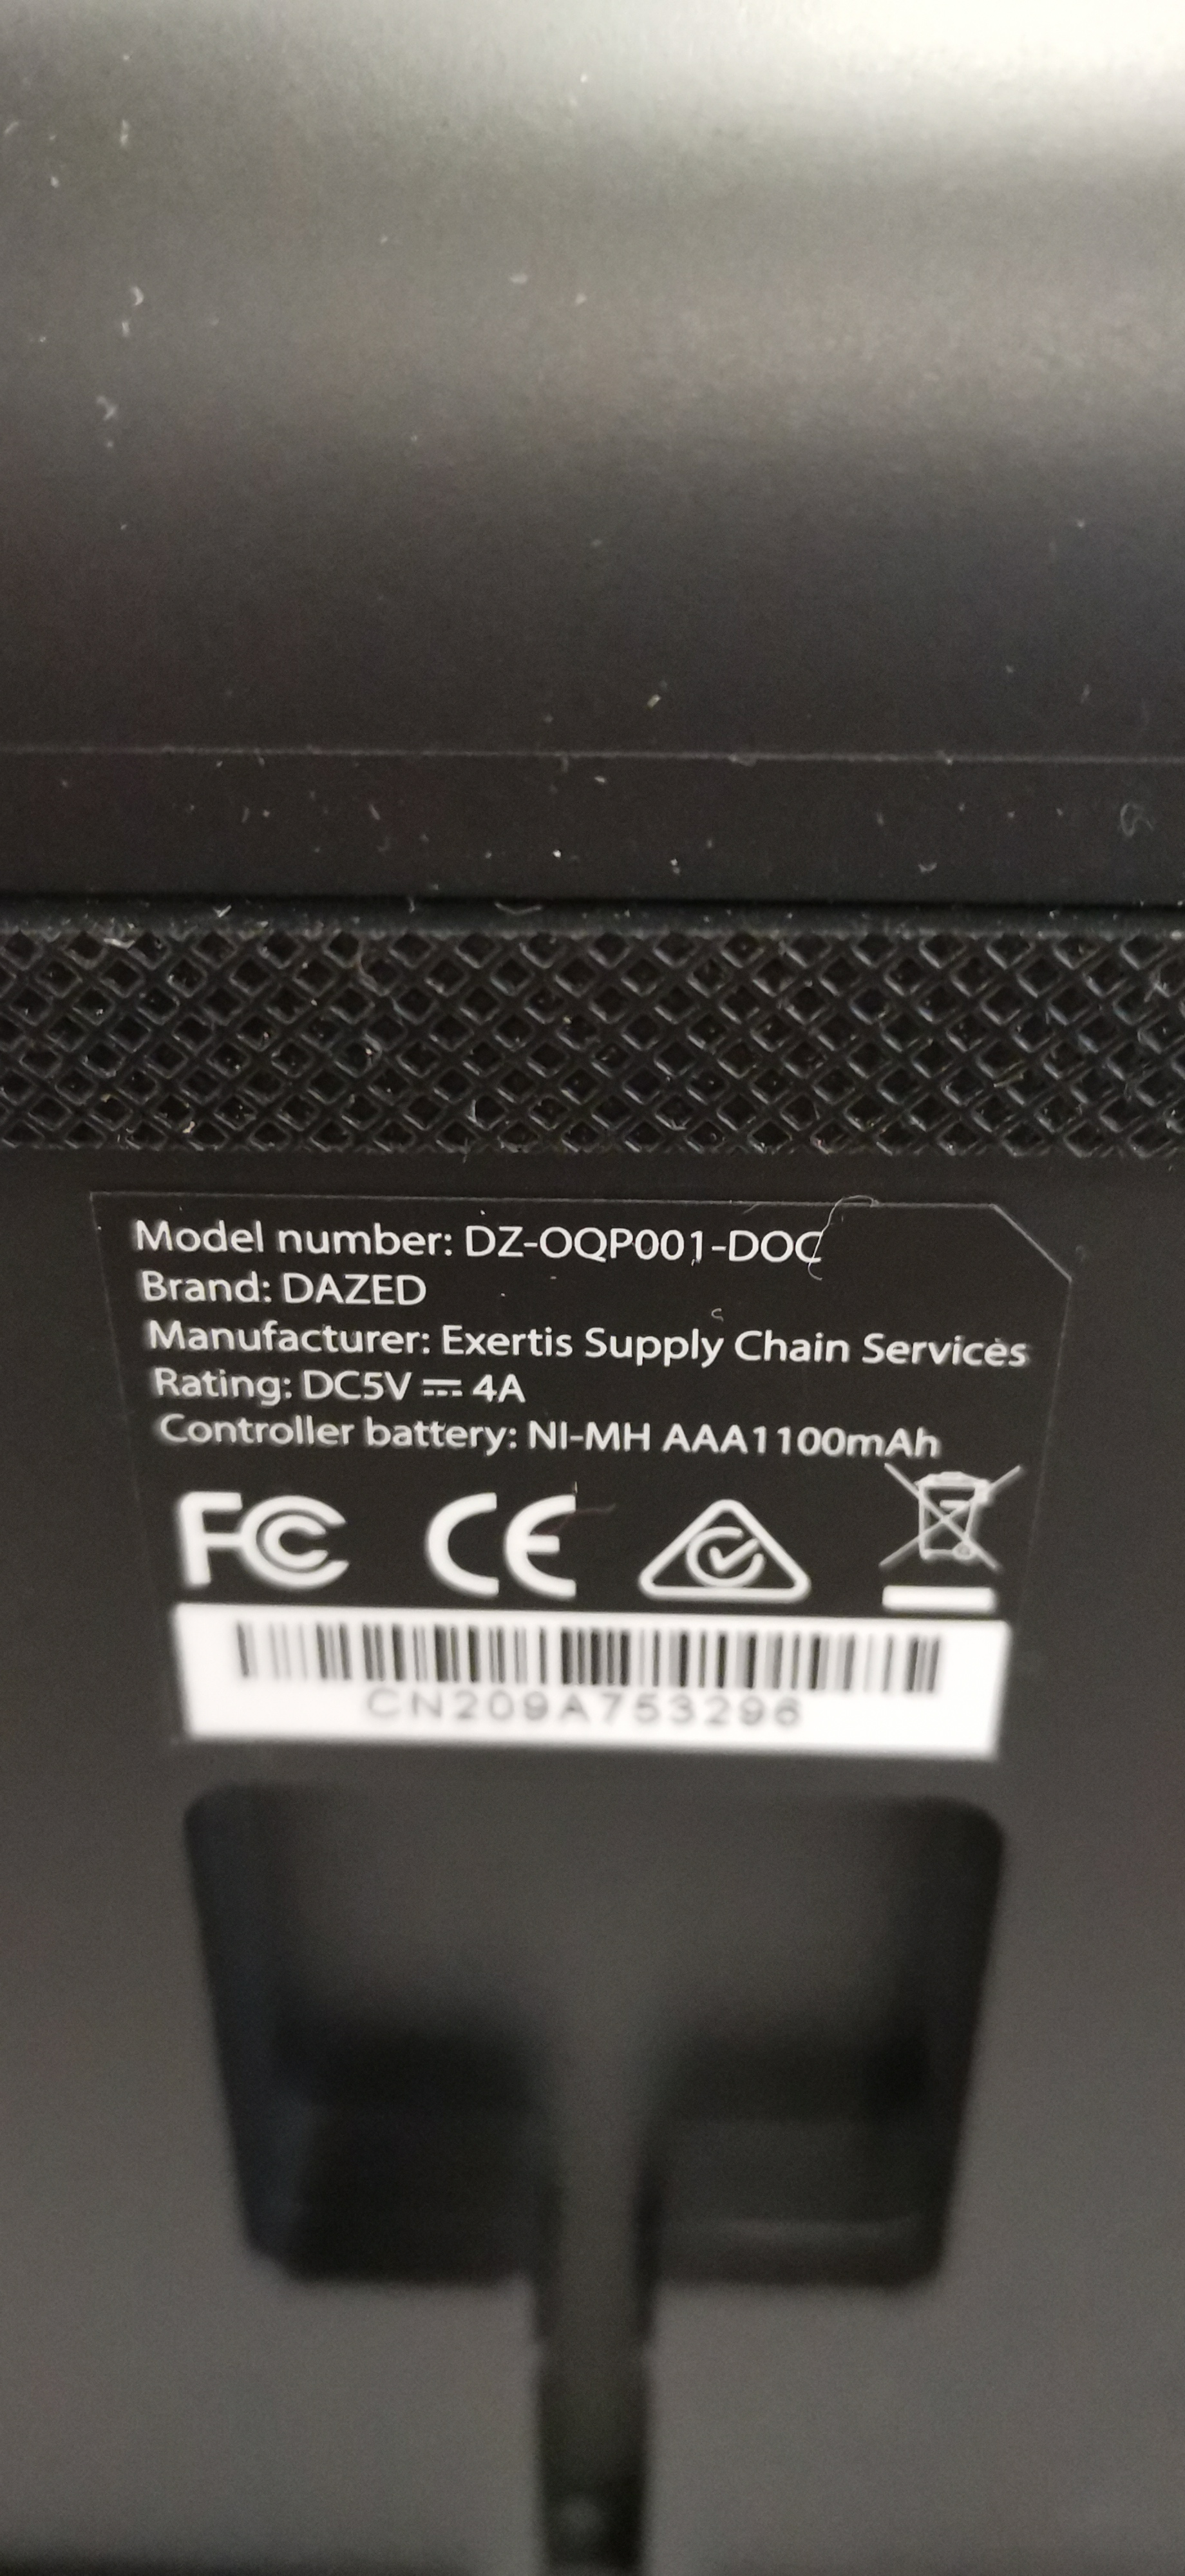 Model number: DZ-OQP001-DOC
Brand: DAZED
Manufacturer: Exertis Supply Chain Services
Rating: DC5V ⎓ 4A
Controller battery: NI-MH AAA1100mAh
FC CE
CN209A753296